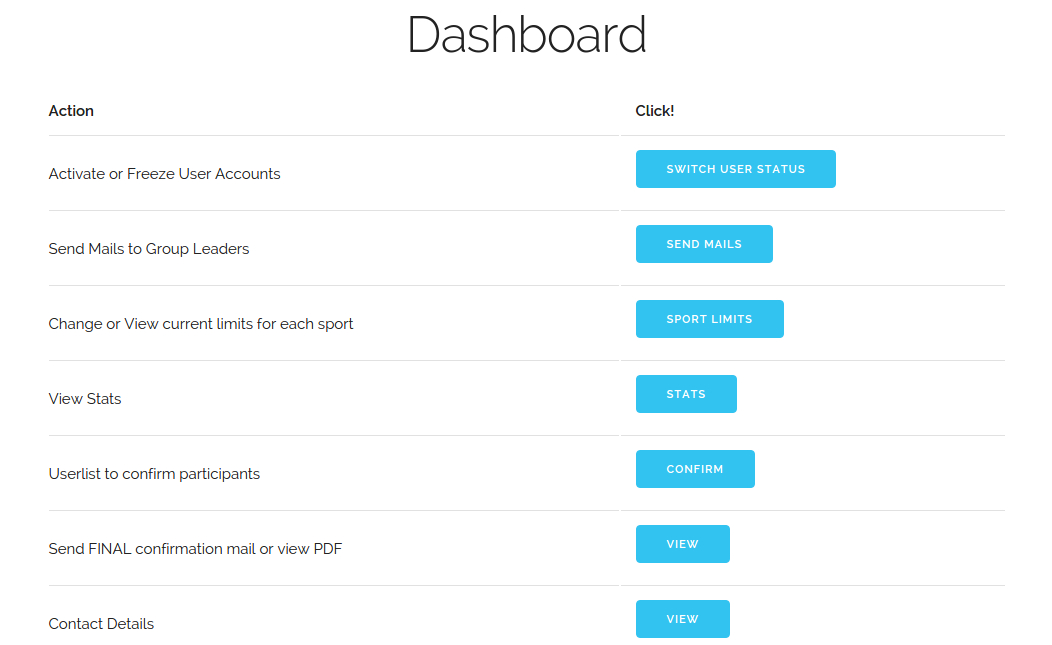 Dashboard
Action Click!
Activate or Freeze User Accounts SWITCH USER STATUS
Send Mails to Group Leaders SEND MAILS
Change or View current limits for each sport SPORT LIMITS
View Stats STATS
Userlist to confirm participants CONFIRM
Send FINAL confirmation mail or view PDF VIEW
Contact Details VIEW